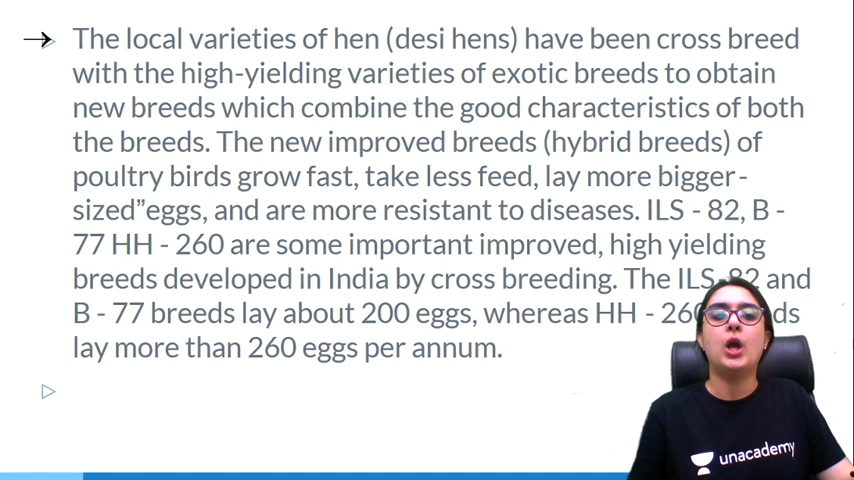 The local varieties of hen (desi hens) have been cross breed
with the high-yielding varieties of exotic breeds to obtain
new breeds which combine the good characteristics of both
the breeds. The new improved breeds (hybrid breeds) of
poultry birds grow fast, take less feed, lay more bigger-
sized”eggs, and are more resistant to diseases. ILS - 82, B -
77 HH - 260 are some important improved, high yielding
breeds developed in India by cross breeding. The ILS-82 and
B - 77 breeds lay about 200 eggs, whereas HH - 260
lay more than 260 eggs per annum.
unacademy